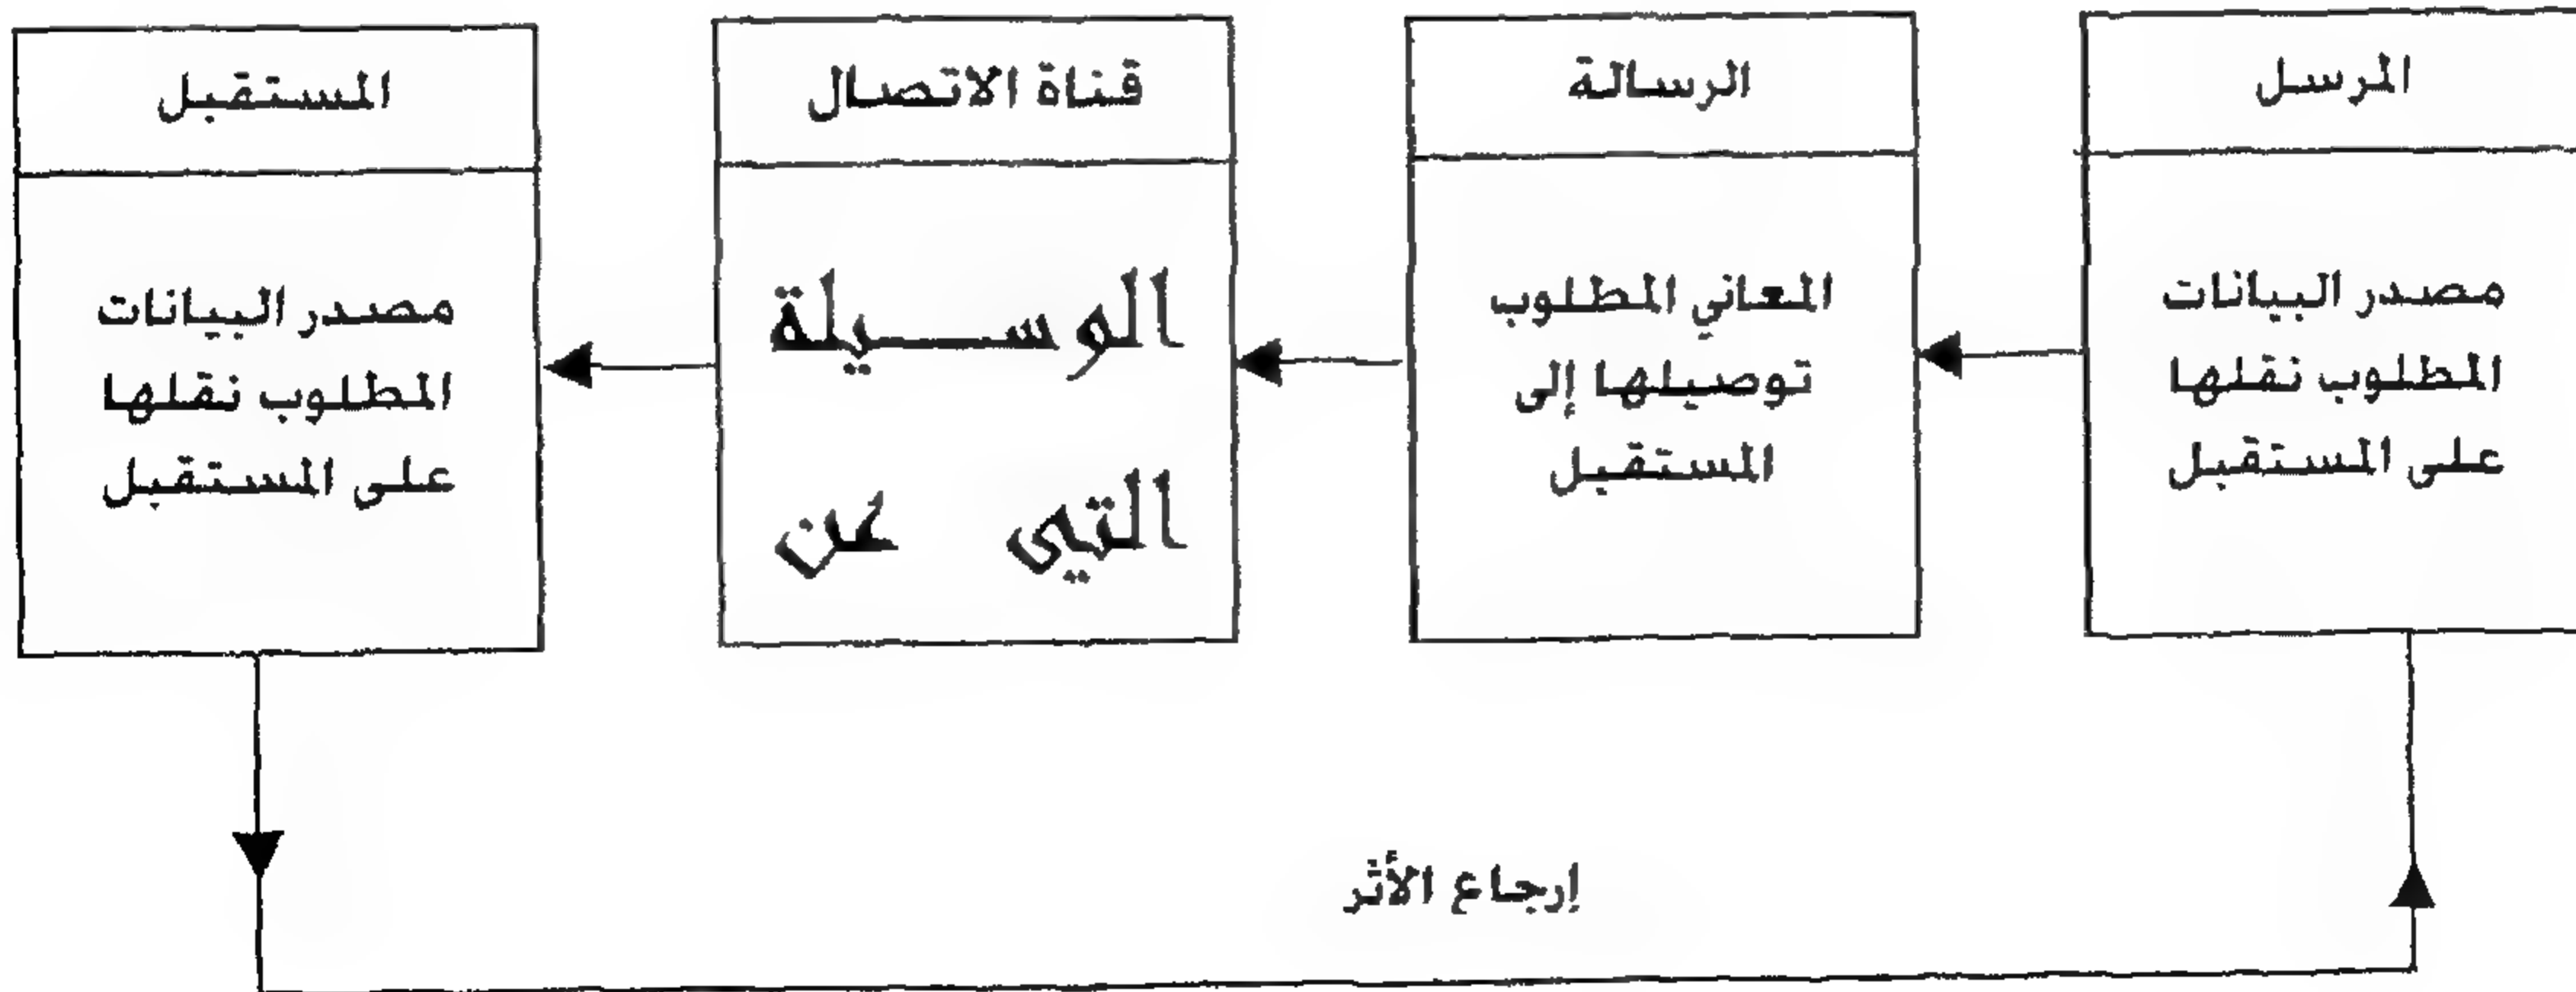 المرسل
مصدر البيانات
المطلوب نقلها
على المستقبل
الرسالة
المعاني المطلوب
توصيلها إلى
المستقبل
قناة الاتصال
الوسيلة
التي عن
المستقبل
مصدر البيانات
المطلوب نقلها
على المستقبل
إرجاع الأثر